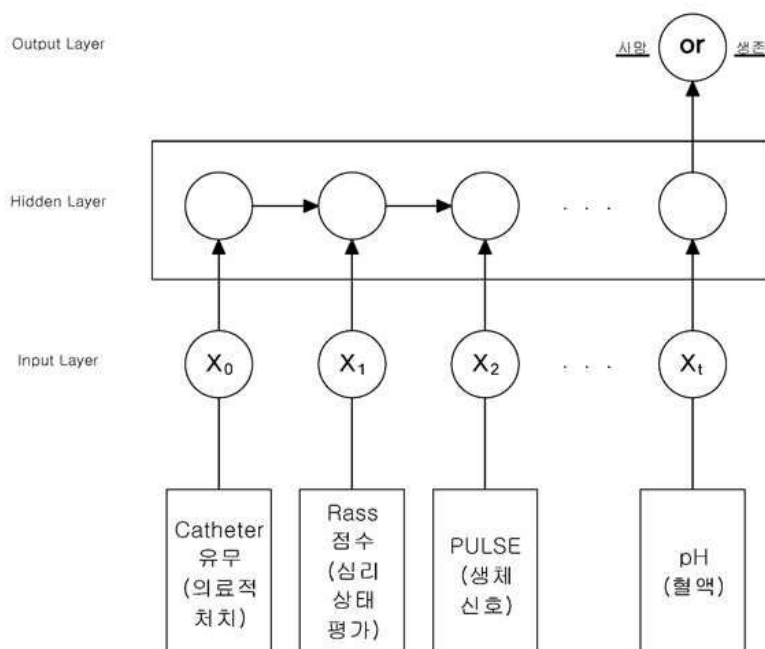 Output Layer
사망
or
생존
Hidden Layer
. . .
Input Layer
X0
X1
X2
. . .
Xt
Catheter
유무
(의료적
처치)
Rass
점수
(심리
상태
평가)
PULSE
(생체
신호)
pH
(혈액)